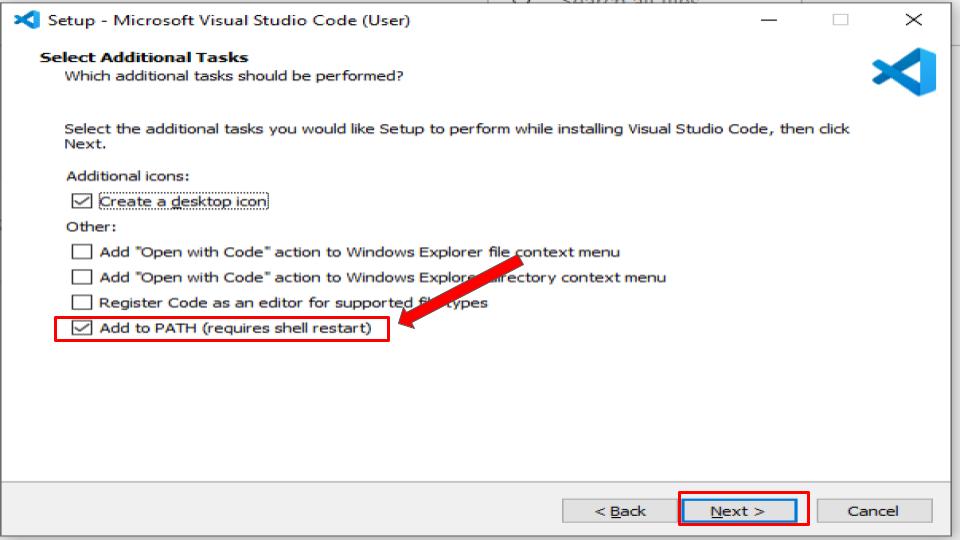 Setup - Microsoft Visual Studio Code (User)
Select Additional Tasks
Which additional tasks should be performed?
Select the additional tasks you would like Setup to perform while installing Visual Studio Code, then click
Next.
Additional icons:
Create a desktop icon
Other:
Add "Open with Code" action to Windows Explorer file context menu
Add "Open with Code" action to Windows Explorer directory context menu
Register Code as an editor for supported file types
Add to PATH (requires shell restart)
< Back
Next >
Cancel